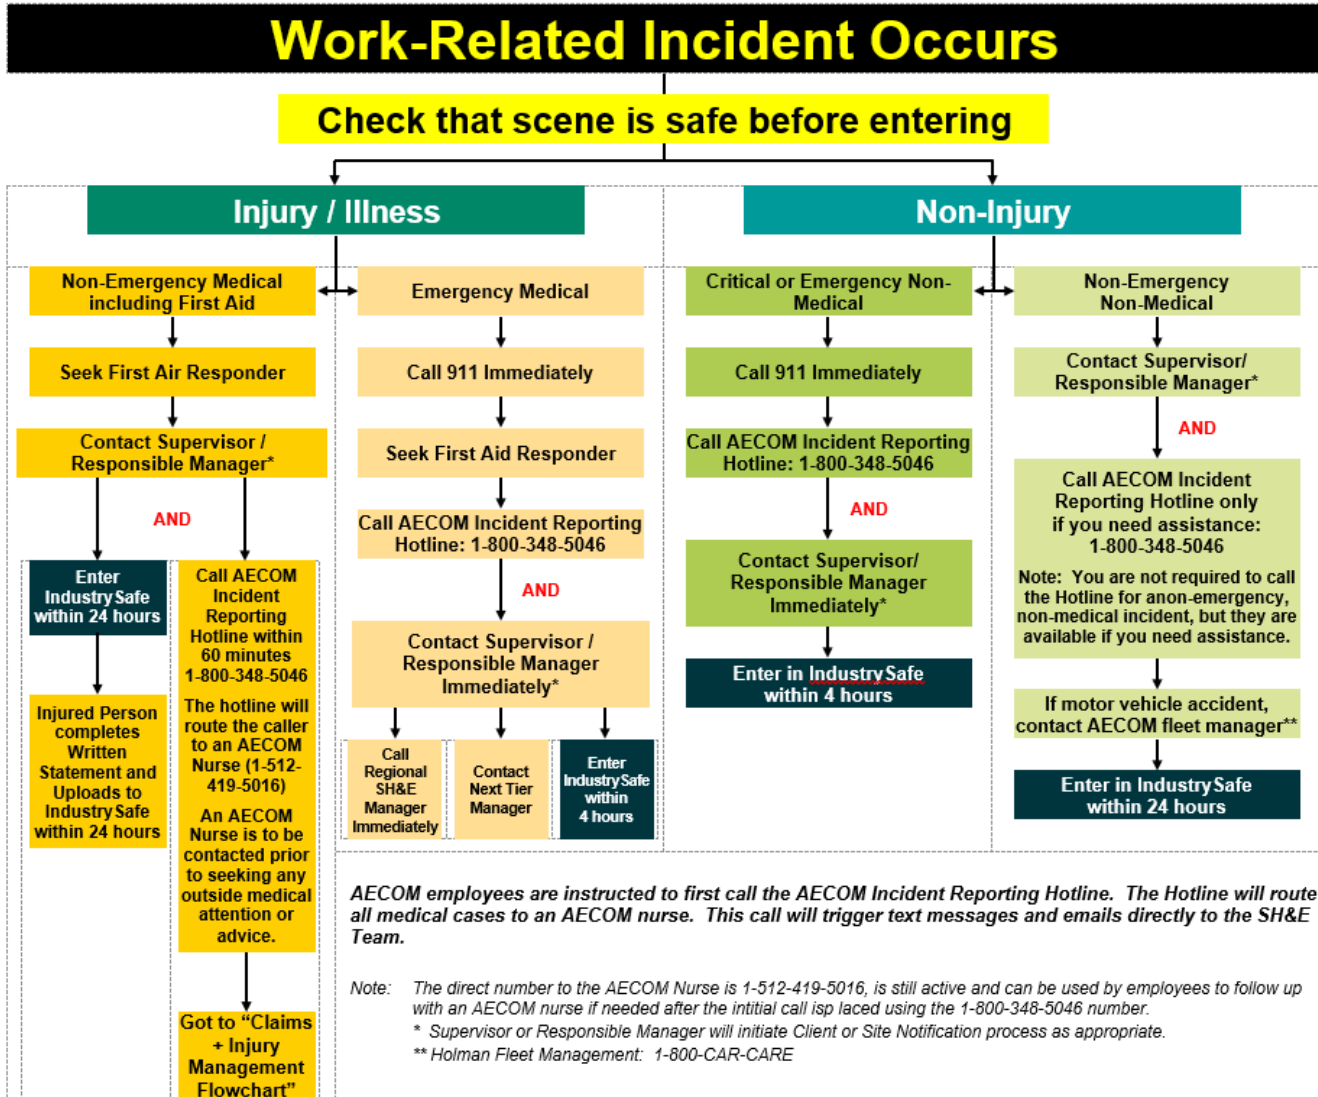 Work-Related Incident Occurs
Check that scene is safe before entering
Injury / Illness
Non-Injury
Non-Emergency Medical
including First Aid
Seek First Air Responder
Contact Supervisor /
Responsible Manager*
AND
Enter
IndustrySafe
within 24 hours
Injured Person
completes
Written
Statement and
Uploads to
IndustrySafe
within 24 hours
Call AECOM
Incident
Reporting
Hotline within
60 minutes
1-800-348-5046
The hotline will
route the caller
to an AECOM
Nurse (1-512-
419-5016)
An AECOM
Nurse is to be
contacted prior
to seeking any
outside medical
attention or
advice.
Got to “Claims
+ Injury
Management
Flowchart”
Emergency Medical
Call 911 Immediately
Seek First Aid Responder
Call AECOM Incident Reporting
Hotline: 1-800-348-5046
AND
Contact Supervisor /
Responsible Manager
Immediately*
Call
Regional
SH&E
Manager
Immediately
Contact
Next Tier
Manager
Enter
IndustrySafe
within
4 hours
Critical or Emergency Non-
Medical
Call 911 Immediately
Call AECOM Incident Reporting
Hotline: 1-800-348-5046
AND
Contact Supervisor/
Responsible Manager
Immediately*
Enter in IndustrySafe
within 4 hours
Non-Emergency
Non-Medical
Contact Supervisor/
Responsible Manager*
AND
Call AECOM Incident
Reporting Hotline only
if you need assistance:
1-800-348-5046
Note: You are not required to call
the Hotline for anon-emergency,
non-medical incident, but they are
available if you need assistance.
If motor vehicle accident,
contact AECOM fleet manager**
Enter in IndustrySafe
within 24 hours
AECOM employees are instructed to first call the AECOM Incident Reporting Hotline. The Hotline will route
all medical cases to an AECOM nurse. This call will trigger text messages and emails directly to the SH&E
Team.
Note: The direct number to the AECOM Nurse is 1-512-419-5016, is still active and can be used by employees to follow up
with an AECOM nurse if needed after the intitial call isp laced using the 1-800-348-5046 number.
* Supervisor or Responsible Manager will initiate Client or Site Notification process as appropriate.
** Holman Fleet Management: 1-800-CAR-CARE